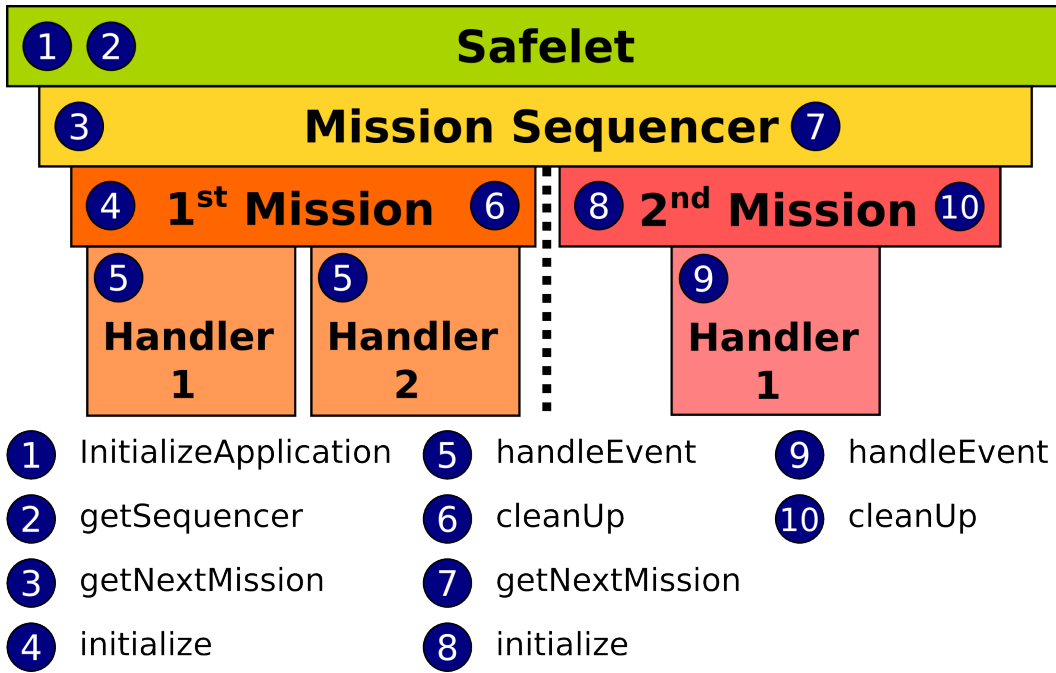 1 2 Safelet
3 Mission Sequencer 7
4 1st Mission 6 8 2nd Mission 10
5 5 9
Handler Handler Handler
1 2 1
1 InitializeApplication 5 handleEvent 9 handleEvent
2 getSequencer 6 cleanUp 10 cleanUp
3 getNextMission 7 getNextMission
4 initialize 8 initialize